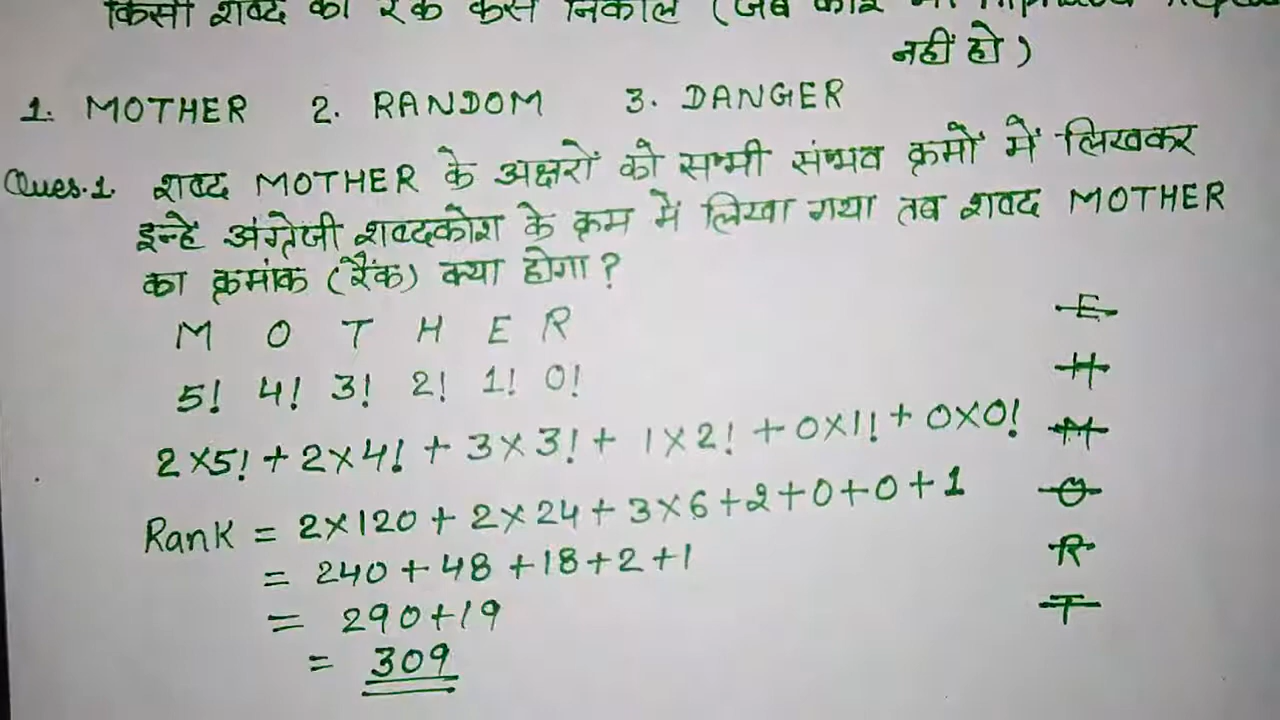 किसी शब्द का रैंक कैसे निकालें (जब कोई भी
नहीं हो)
1. MOTHER 2. RANDOM 3. DANGER
Ques.1. शब्द MOTHER के अक्षरों को सभी संभव क्रमों में लिखकर
इन्हें अंग्रेजी शब्दकोश के क्रम में लिखा गया तब शब्द MOTHER
का क्रमांक (रैंक) क्या होगा ?
M O T H E R
5! 4! 3! 2! 1! 0!
2×5! + 2×4! + 3×3! + 1×2! + 0×1! + 0×0!
Rank = 2×120 + 2×24 + 3×6 + 2 + 0 + 0 + 1
= 240 + 48 + 18 + 2 + 1
= 290 + 19
= 309
E
H
M
O
R
T